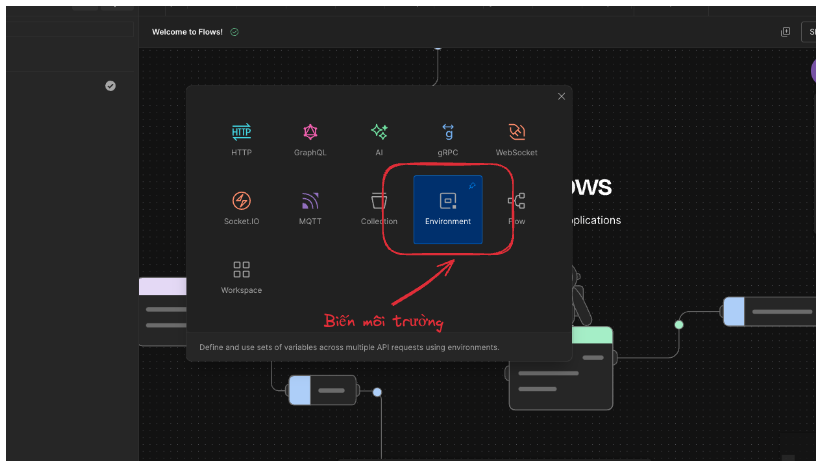 Welcome to Flows!
HTTP
HTTP
GraphQL
AI
g
gRPC
WebSocket
ows
Socket.IO
MQTT
Collection
Environment
Flow
pplications
Workspace
Biến môi trường
Define and use sets of variables across multiple API requests using environments.